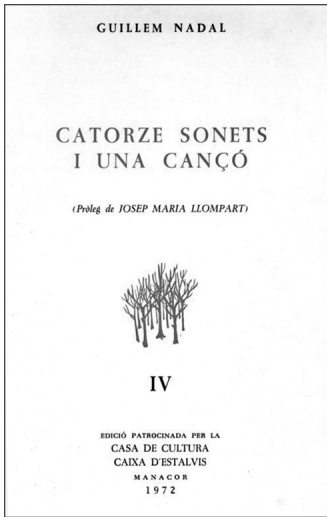 GUILLEM NADAL
CATORZE SONETS
I UNA CANÇÓ
(Pròleg de JOSEP MARIA LLOMPART)
IV
EDICIÓ PATROCINADA PER LA
CASA DE CULTURA
CAIXA D'ESTALVIS
MANACOR
1972